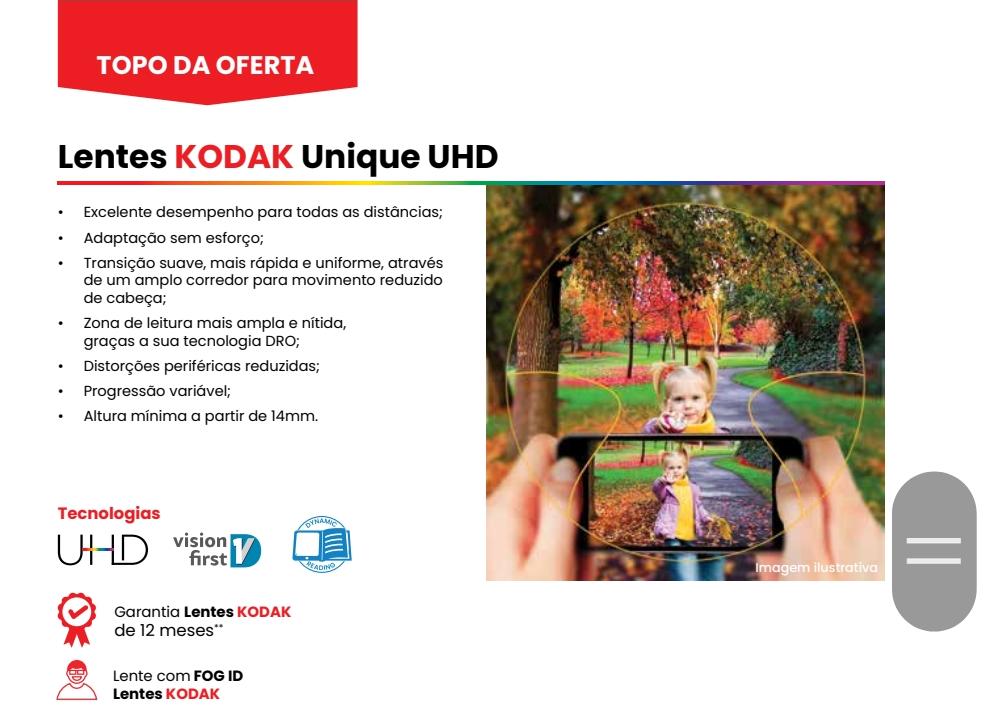 TOPO DA OFERTA
Lentes KODAK Unique UHD
• Excelente desempenho para todas as distâncias;
• Adaptação sem esforço;
• Transição suave, mais rápida e uniforme, através
de um amplo corredor para movimento reduzido
de cabeça;
• Zona de leitura mais ampla e nítida,
graças a sua tecnologia DRO;
• Distorções periféricas reduzidas;
• Progressão variável;
• Altura mínima a partir de 14mm.
Imagem ilustrativa
Tecnologias
UHD
vision
first
DYNAMIC
READING
Garantia Lentes KODAK
de 12 meses**
Lente com FOG ID
Lentes KODAK